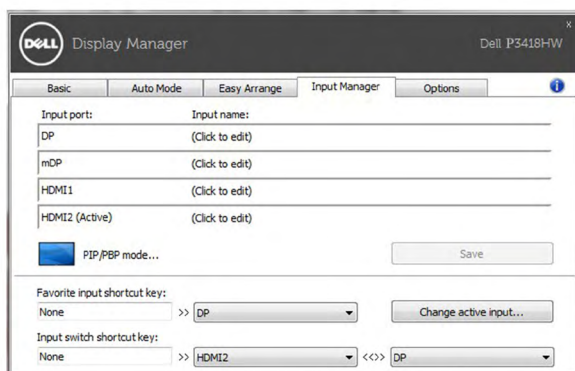 DELL Display Manager Dell P3418HW
x
Basic Auto Mode Easy Arrange Input Manager Options i
Input port: Input name:
DP (Click to edit)
mDP (Click to edit)
HDMI1 (Click to edit)
HDMI2 (Active) (Click to edit)
PIP/PBP mode... Save
Favorite input shortcut key:
None >> DP Change active input...
Input switch shortcut key:
None >> HDMI2 <<>> DP